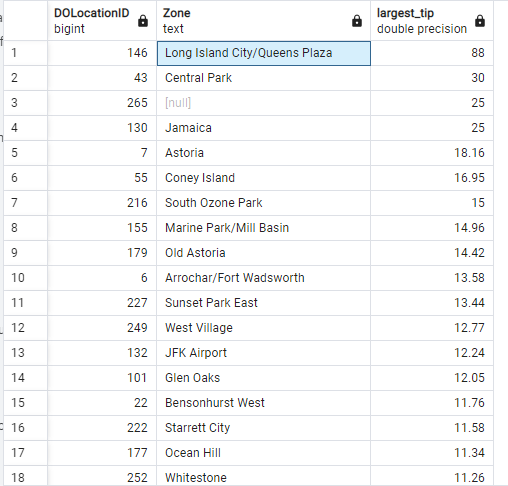 DOLocationID Zone largest_tip
bigint text double precision
1 146 Long Island City/Queens Plaza 88
2 43 Central Park 30
3 265 [null] 25
4 130 Jamaica 25
5 7 Astoria 18.16
6 55 Coney Island 16.95
7 216 South Ozone Park 15
8 155 Marine Park/Mill Basin 14.96
9 179 Old Astoria 14.42
10 6 Arrochar/Fort Wadsworth 13.58
11 227 Sunset Park East 13.44
12 249 West Village 12.77
13 132 JFK Airport 12.24
14 101 Glen Oaks 12.05
15 22 Bensonhurst West 11.76
16 222 Starrett City 11.58
17 177 Ocean Hill 11.34
18 252 Whitestone 11.26